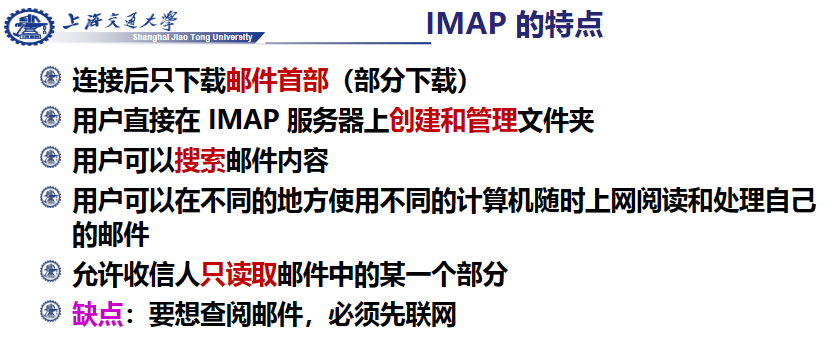 上海交通大学
Shanghai Jiao Tong University
IMAP 的特点
连接后只下载邮件首部（部分下载）
用户直接在 IMAP 服务器上创建和管理文件夹
用户可以搜索邮件内容
用户可以在不同的地方使用不同的计算机随时上网阅读和处理自己
的邮件
允许收信人只读取邮件中的某一个部分
缺点：要想查阅邮件，必须先联网